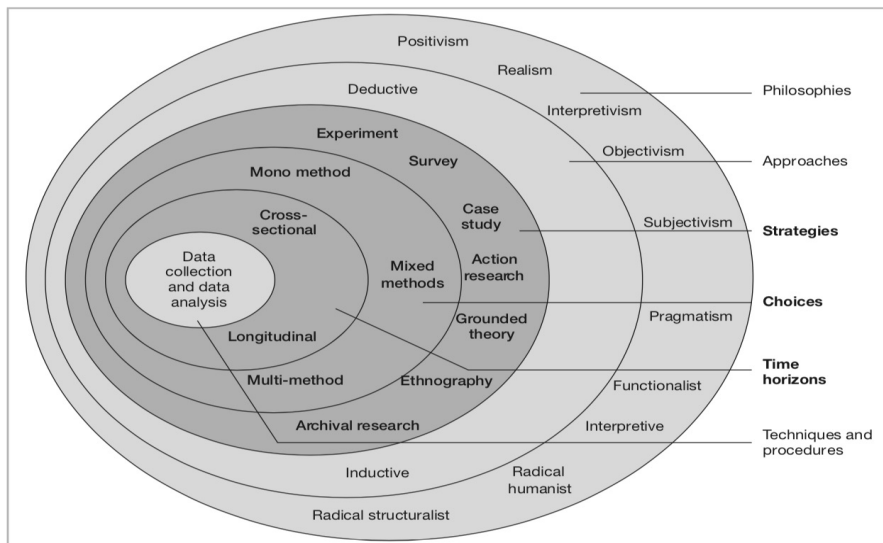 Positivism
Realism
Philosophies
Deductive
Interpretivism
Experiment
Objectivism
Approaches
Survey
Mono method
Case
study
Subjectivism
Strategies
Cross-
sectional
Data
collection
and data
analysis
Mixed
methods
Action
research
Choices
Grounded
theory
Pragmatism
Longitudinal
Time
horizons
Multi-method
Ethnography
Functionalist
Archival research
Interpretive
Techniques and
procedures
Inductive
Radical
humanist
Radical structuralist